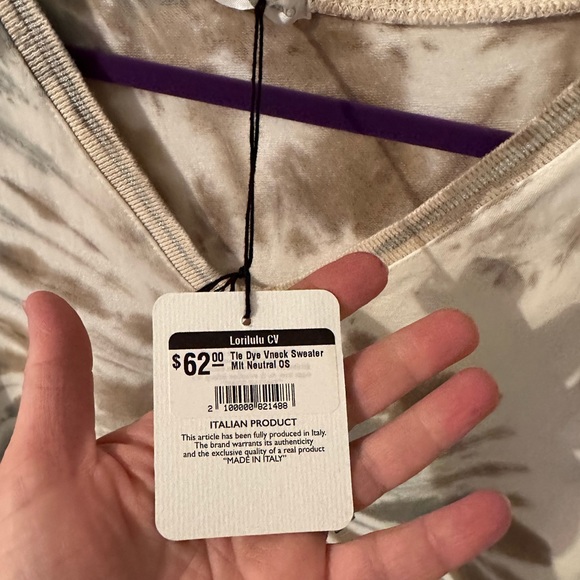 Lorilulu CV
$62.00 Tie Dye Vneck Sweater
Mlt Neutral OS
2 100000 821488
ITALIAN PRODUCT
This article has been fully produced in Italy.
The brand warrants its authenticity
and the exclusive quality of a real product
"MADE IN ITALY"